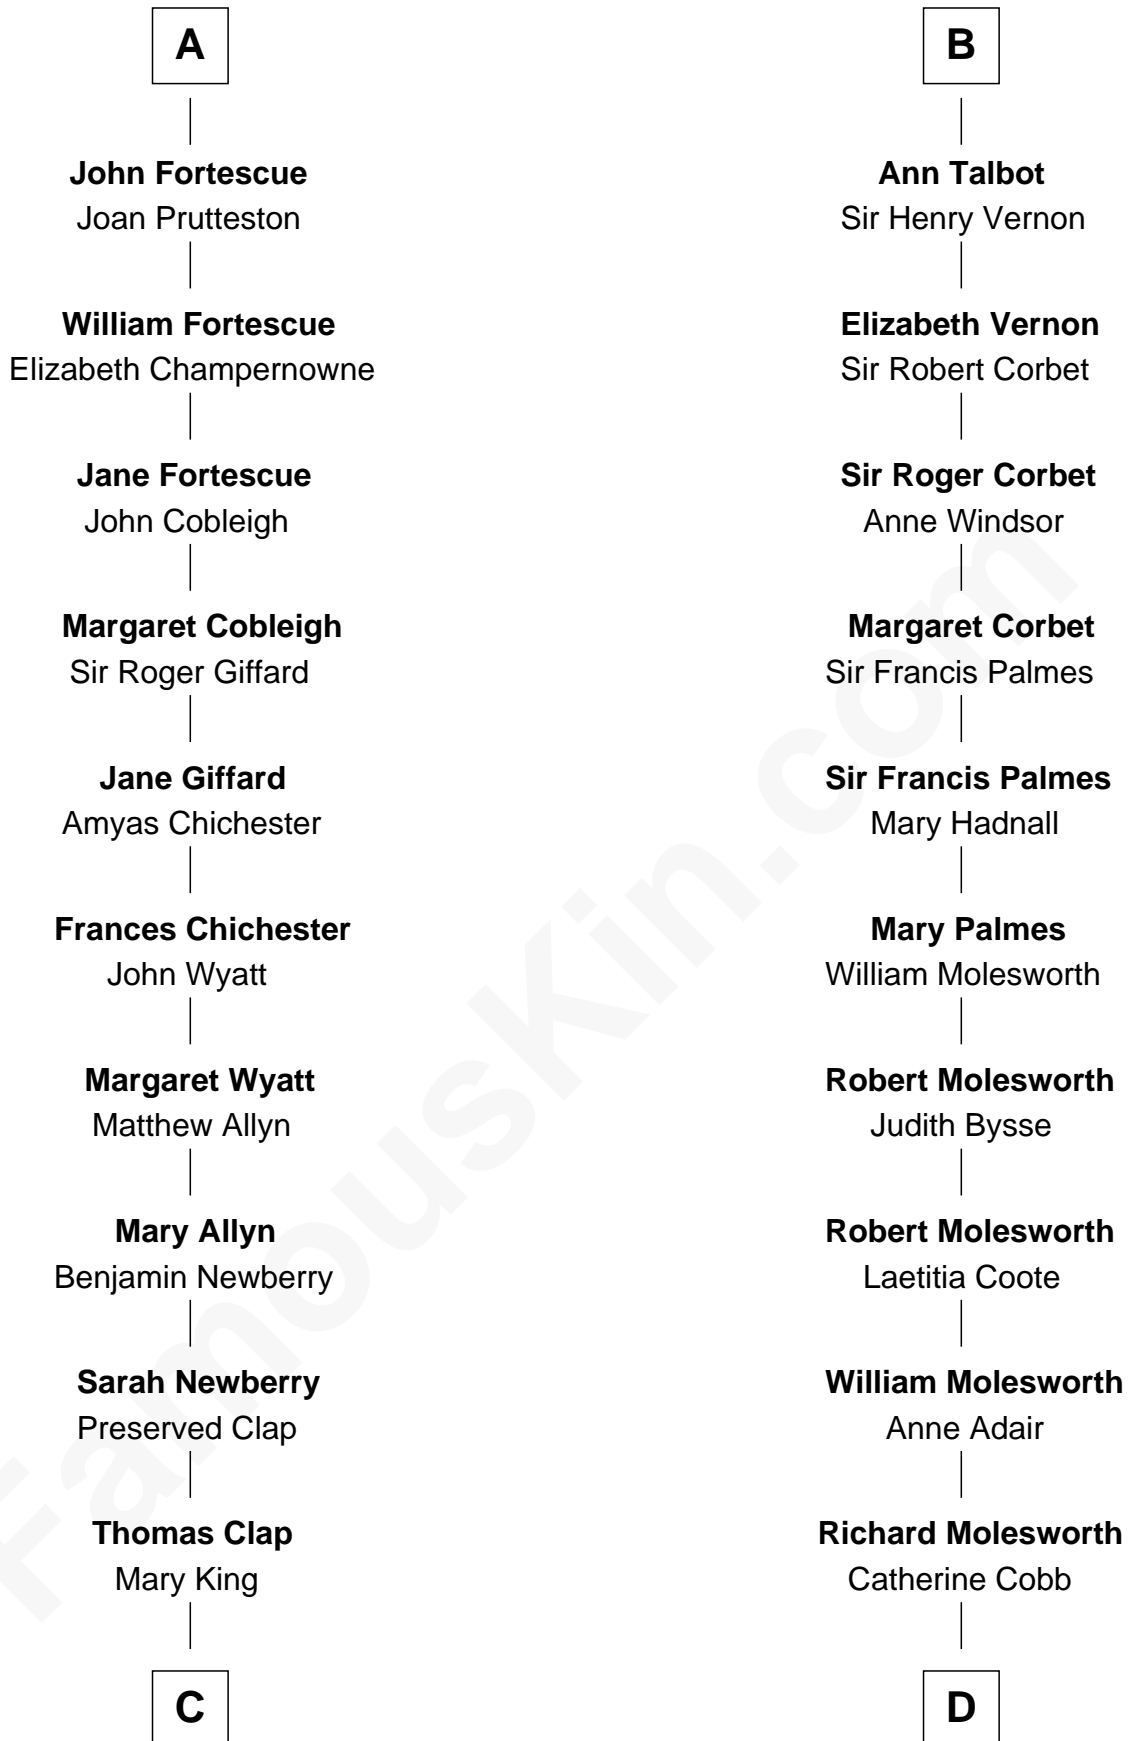 A
John Fortescue
Joan Prutteston
William Fortescue
Elizabeth Champernowne
Jane Fortescue
John Cobleigh
Margaret Cobleigh
Sir Roger Giffard
Jane Giffard
Amyas Chichester
Frances Chichester
John Wyatt
Margaret Wyatt
Matthew Allyn
Mary Allyn
Benjamin Newberry
Sarah Newberry
Preserved Clap
Thomas Clap
Mary King
C
B
Ann Talbot
Sir Henry Vernon
Elizabeth Vernon
Sir Robert Corbet
Sir Roger Corbet
Anne Windsor
Margaret Corbet
Sir Francis Palmes
Sir Francis Palmes
Mary Hadnall
Mary Palmes
William Molesworth
Robert Molesworth
Judith Bysse
Robert Molesworth
Laetitia Coote
William Molesworth
Anne Adair
Richard Molesworth
Catherine Cobb
D
FamousKin.com